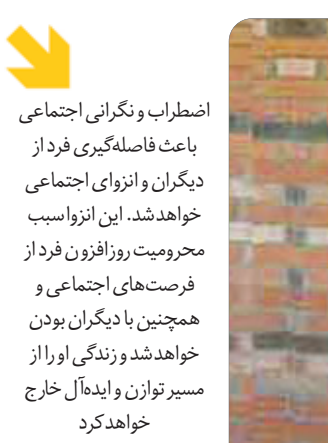 اضطراب و نگرانی اجتماعی
باعث فاصله‌گیری فرد از
دیگران و انزوای اجتماعی
خواهد شد. این انزوا سبب
محرومیت روزافزون فرد از
فرصت‌های اجتماعی و
همچنین با دیگران بودن
خواهد شد و زندگی او را از
مسیر توازن و ایده‌آل خارج
خواهد کرد